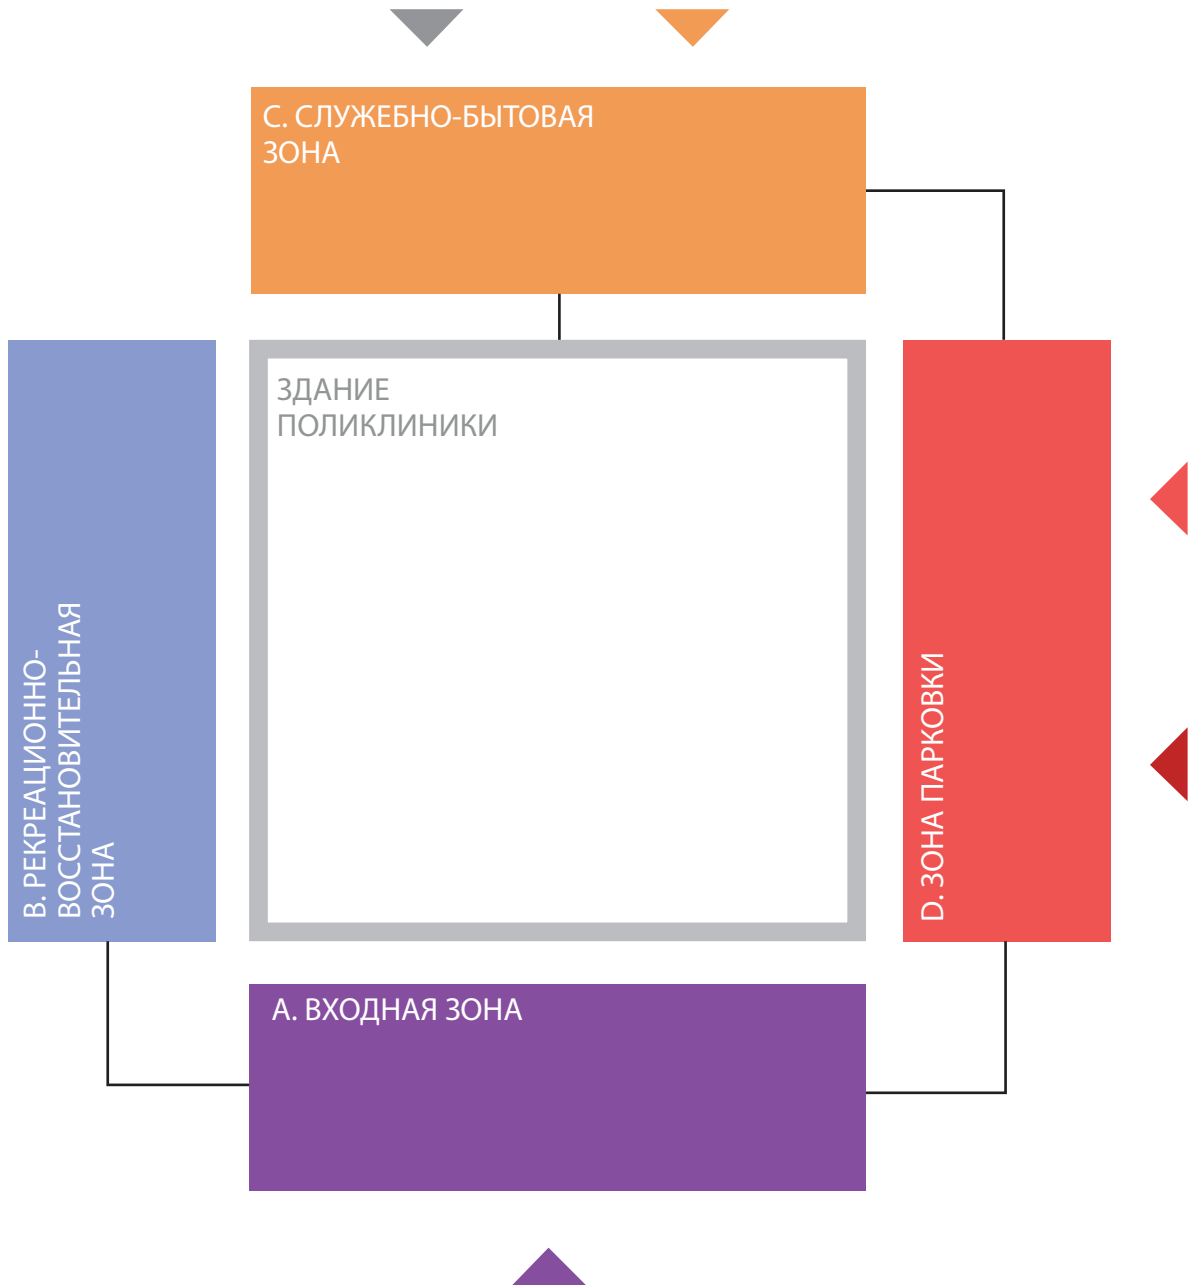 С. СЛУЖЕБНО-БЫТОВАЯ
ЗОНА
ЗДАНИЕ
ПОЛИКЛИНИКИ
В. РЕКРЕАЦИОННО-
ВОССТАНОВИТЕЛЬНАЯ
ЗОНА
D. ЗОНА ПАРКОВКИ
А. ВХОДНАЯ ЗОНА